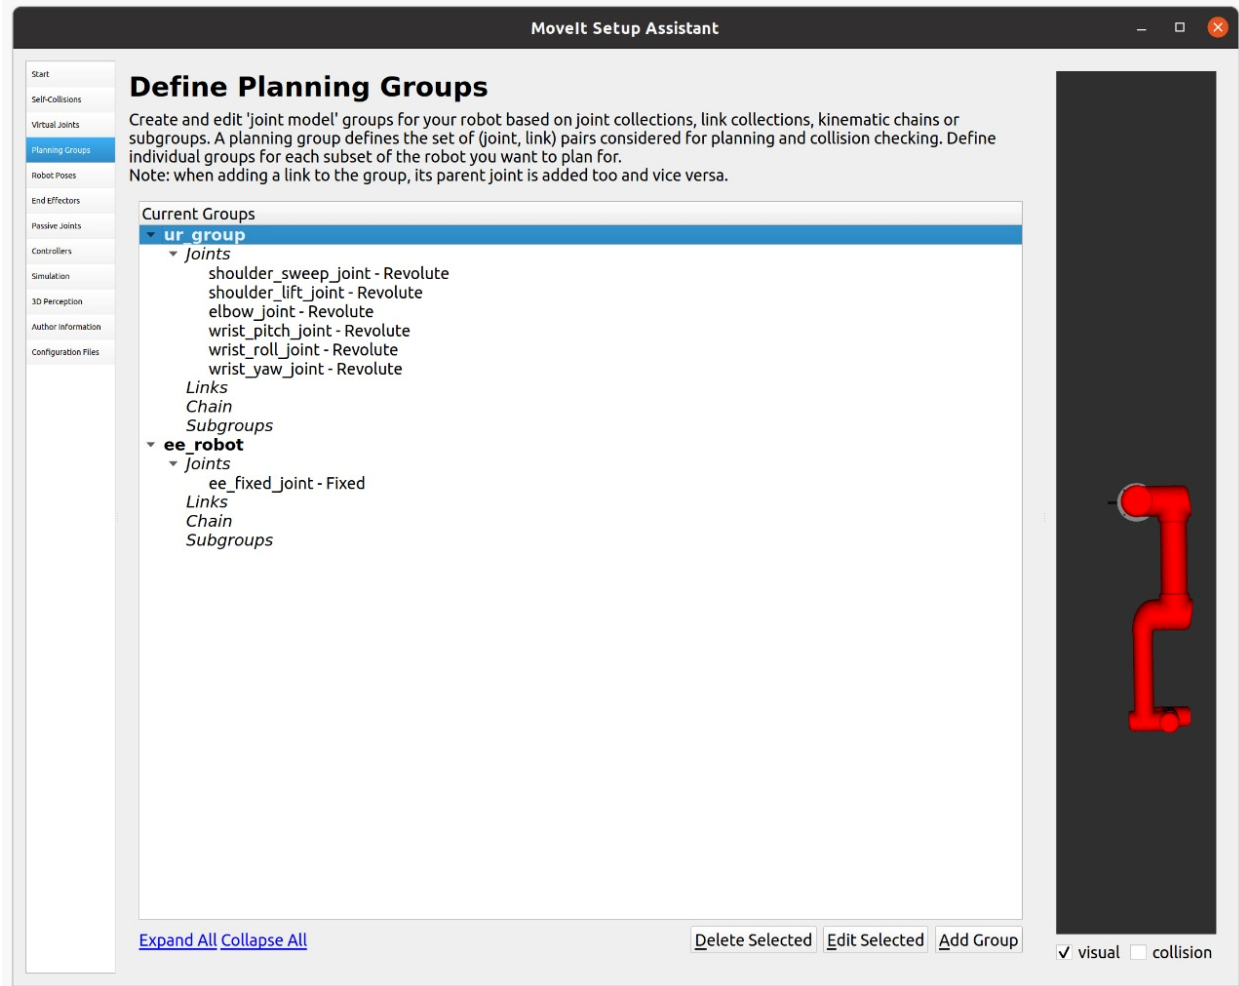 MoveIt Setup Assistant
Start
Self-Collisions
Virtual Joints
Planning Groups
Robot Poses
End Effectors
Passive Joints
Controllers
Simulation
3D Perception
Author Information
Configuration Files
Define Planning Groups
Create and edit 'joint model' groups for your robot based on joint collections, link collections, kinematic chains or
subgroups. A planning group defines the set of (joint, link) pairs considered for planning and collision checking. Define
individual groups for each subset of the robot you want to plan for.
Note: when adding a link to the group, its parent joint is added too and vice versa.
Current Groups
ur_group
Joints
shoulder_sweep_joint - Revolute
shoulder_lift_joint - Revolute
elbow_joint - Revolute
wrist_pitch_joint - Revolute
wrist_roll_joint - Revolute
wrist_yaw_joint - Revolute
Links
Chain
Subgroups
ee_robot
Joints
ee_fixed_joint - Fixed
Links
Chain
Subgroups
Expand All Collapse All
Delete Selected Edit Selected Add Group
visual collision